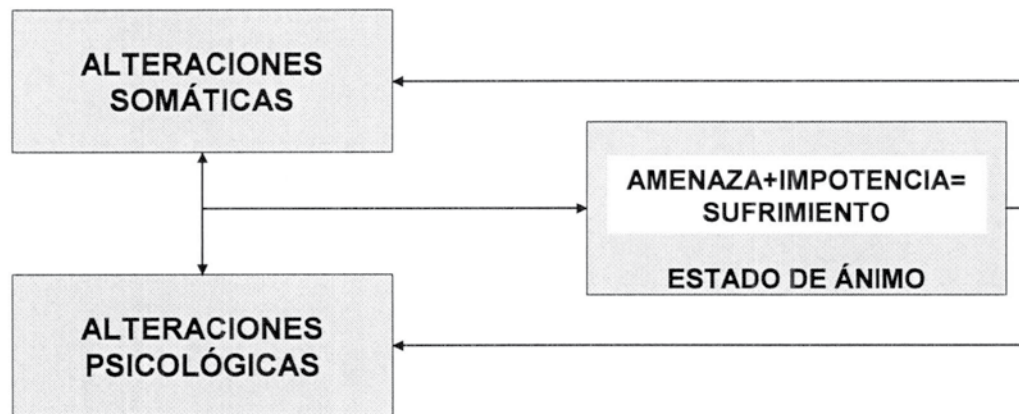 ALTERACIONES
SOMÁTICAS
AMENAZA+IMPOTENCIA=
SUFRIMIENTO
ESTADO DE ÁNIMO
ALTERACIONES
PSICOLÓGICAS